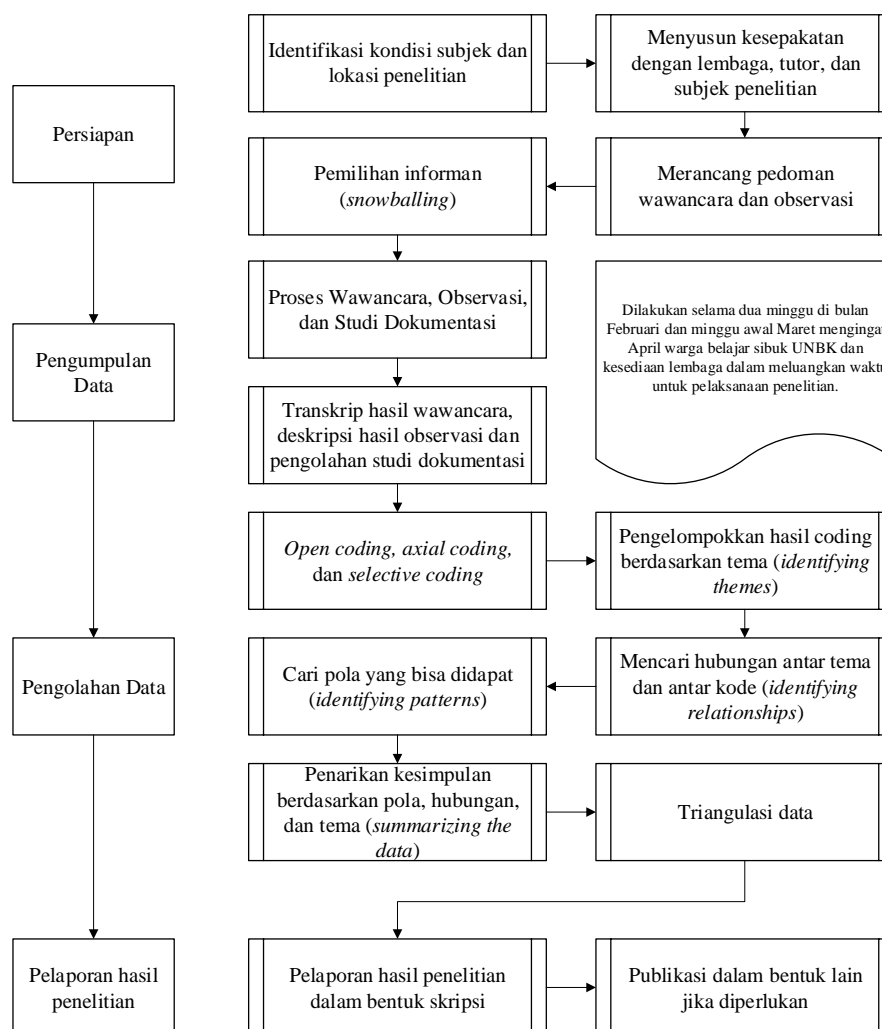 Identifikasi kondisi subjek dan
lokasi penelitian
Menyusun kesepakatan
dengan lembaga, tutor, dan
subjek penelitian
Persiapan
Pemilihan informan
(snowballing)
Merancang pedoman
wawancara dan observasi
Proses Wawancara, Observasi,
dan Studi Dokumentasi
Dilakukan selama dua minggu di bulan
Februari dan minggu awal Maret mengingat
April warga belajar sibuk UNBK dan
kesediaan lembaga dalam meluangkan waktu
untuk pelaksanaan penelitian.
Pengumpulan
Data
Transkrip hasil wawancara,
deskripsi hasil observasi dan
pengolahan studi dokumentasi
Open coding, axial coding,
dan selective coding
Pengelompokkan hasil coding
berdasarkan tema (identifying
themes)
Pengolahan Data
Cari pola yang bisa didapat
(identifying patterns)
Mencari hubungan antar tema
dan antar kode (identifying
relationships)
Penarikan kesimpulan
berdasarkan pola, hubungan,
dan tema (summarizing the
data)
Triangulasi data
Pelaporan hasil
penelitian
Pelaporan hasil penelitian
dalam bentuk skripsi
Publikasi dalam bentuk lain
jika diperlukan